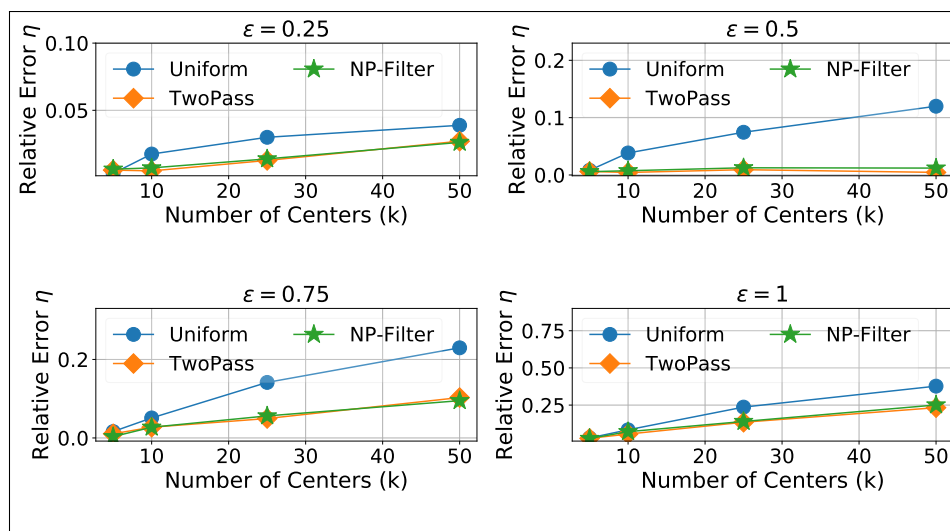 ε = 0.25
Relative Error η
0.10
0.05
Uniform
TwoPass
NP-Filter
10 20 30 40 50
Number of Centers (k)
ε = 0.5
Relative Error η
0.2
0.1
0.0
Uniform
TwoPass
NP-Filter
10 20 30 40 50
Number of Centers (k)
ε = 0.75
Relative Error η
0.2
0.0
Uniform
TwoPass
NP-Filter
10 20 30 40 50
Number of Centers (k)
ε = 1
Relative Error η
0.75
0.50
0.25
Uniform
TwoPass
NP-Filter
10 20 30 40 50
Number of Centers (k)